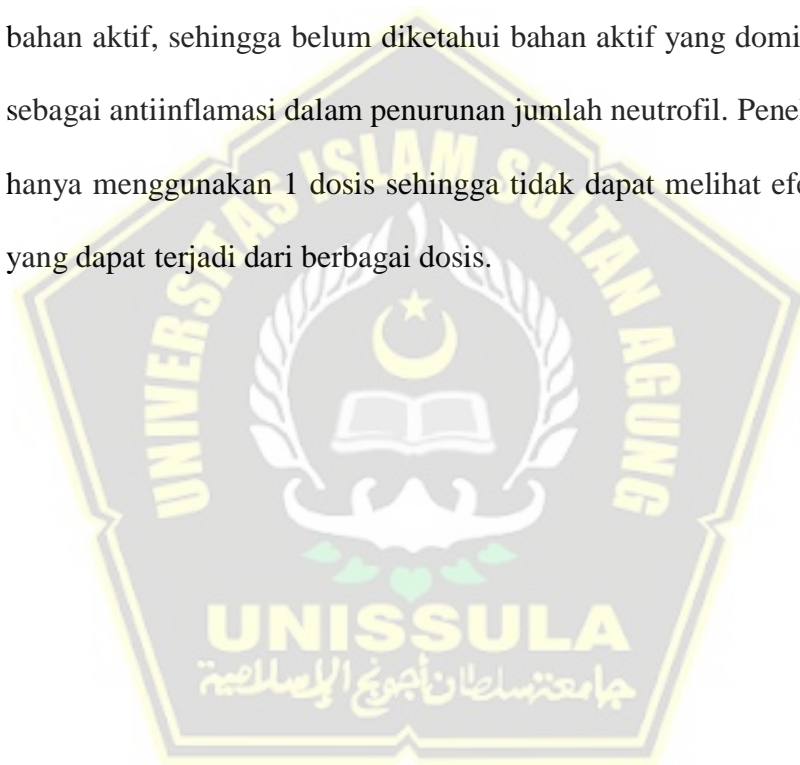 bahan aktif, sehingga belum diketahui bahan aktif yang domi
sebagai antiinflamasi dalam penurunan jumlah neutrofil. Pene
hanya menggunakan 1 dosis sehingga tidak dapat melihat efe
yang dapat terjadi dari berbagai dosis.
UNIVERSITAS ISLAM SULTAN AGUNG
UNISSULA
جامعة سلطان أجونج الإسلامية